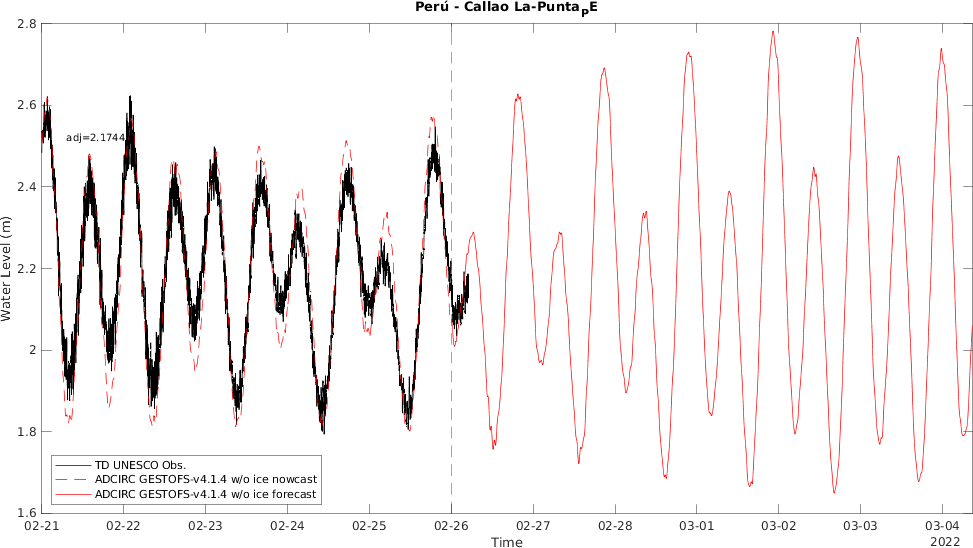 Perú - Callao La-PuntapE
2.8
2.6
2.4
2.2
2
1.8
1.6
Water Level (m)
adj=2.1744
TD UNESCO Obs.
ADCIRC GESTOFS-v4.1.4 w/o ice nowcast
ADCIRC GESTOFS-v4.1.4 w/o ice forecast
02-21 02-22 02-23 02-24 02-25 02-26 02-27 02-28 03-01 03-02 03-03 03-04
Time
2022